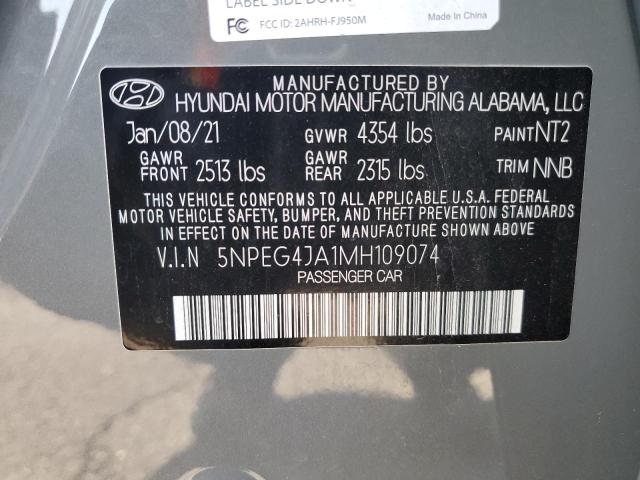 LABEL SIDE DOWN
FC FCC ID: 2AHRH-FJ950M Made in China
MANUFACTURED BY
HYUNDAI MOTOR MANUFACTURING ALABAMA, LLC
Jan/08/21 GVWR 4354 lbs PAINT NT2
GAWR FRONT 2513 lbs GAWR REAR 2315 lbs TRIM NNB
THIS VEHICLE CONFORMS TO ALL APPLICABLE U.S.A. FEDERAL
MOTOR VEHICLE SAFETY, BUMPER, AND THEFT PREVENTION STANDARDS
IN EFFECT ON THE DATE OF MANUFACTURE SHOWN ABOVE.
V.I.N 5NPEG4JA1MH109074
PASSENGER CAR